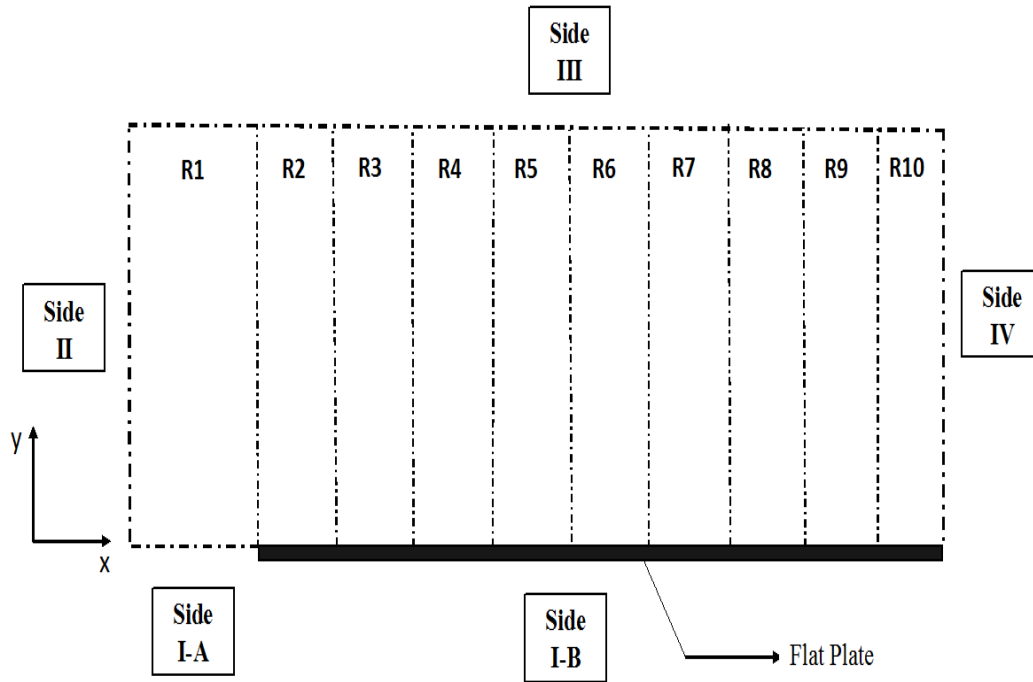 Side
III
R1 R2 R3 R4 R5 R6 R7 R8 R9 R10
Side
II
Side
IV
y
x
Side
I-A
Side
I-B
Flat Plate